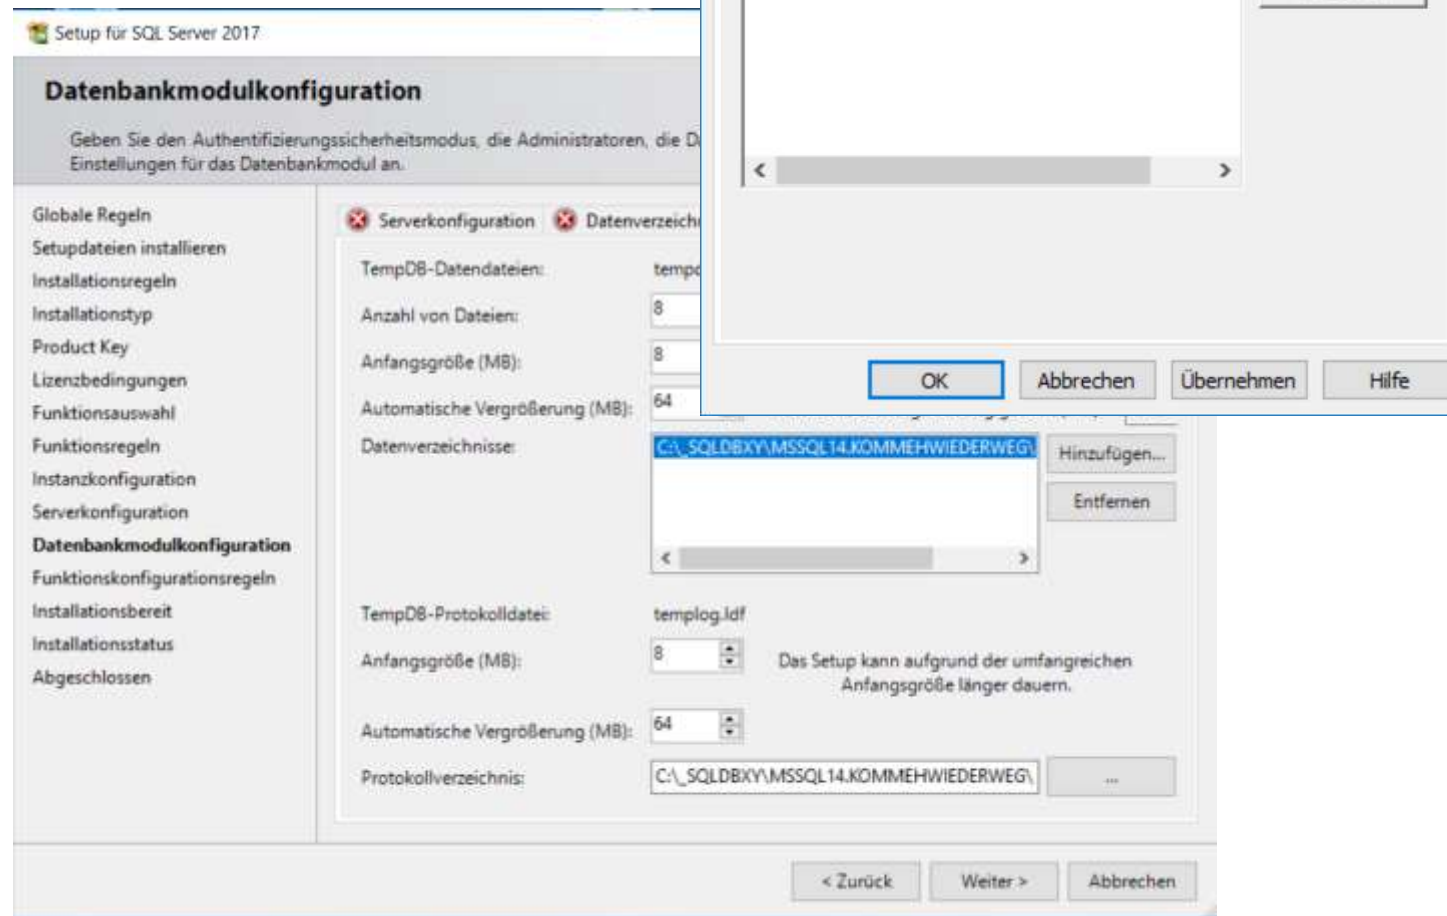 Setup für SQL Server 2017
Datenbankmodulkonfiguration
Geben Sie den Authentifizierungssicherheitsmodus, die Administratoren, die
Einstellungen für das Datenbankmodul an.
Globale Regeln
Setupdateien installieren
Installationsregeln
Installationstyp
Product Key
Lizenzbedingungen
Funktionsauswahl
Funktionsregeln
Instanzkonfiguration
Serverkonfiguration
Datenbankmodulkonfiguration
Funktionskonfigurationsregeln
Installationsbereit
Installationsstatus
Abgeschlossen
Serverkonfiguration
TempDB-Datendateien:
Anzahl von Dateien: 8
Anfangsgröße (MB): 8
Automatische Vergrößerung (MB): 64
OK Abbrechen Übernehmen Hilfe
Datenverzeichnisse: C:\_SQLDBXY\MSSQL14.KOMMEHWIEDERWEG\
Hinzufügen...
Entfernen
TempDB-Protokolldatei: templog.ldf
Anfangsgröße (MB): 8
Das Setup kann aufgrund der umfangreichen
Anfangsgröße länger dauern.
Automatische Vergrößerung (MB): 64
Protokollverzeichnis: C:\_SQLDBXY\MSSQL14.KOMMEHWIEDERWEG\ ...
< Zurück Weiter > Abbrechen